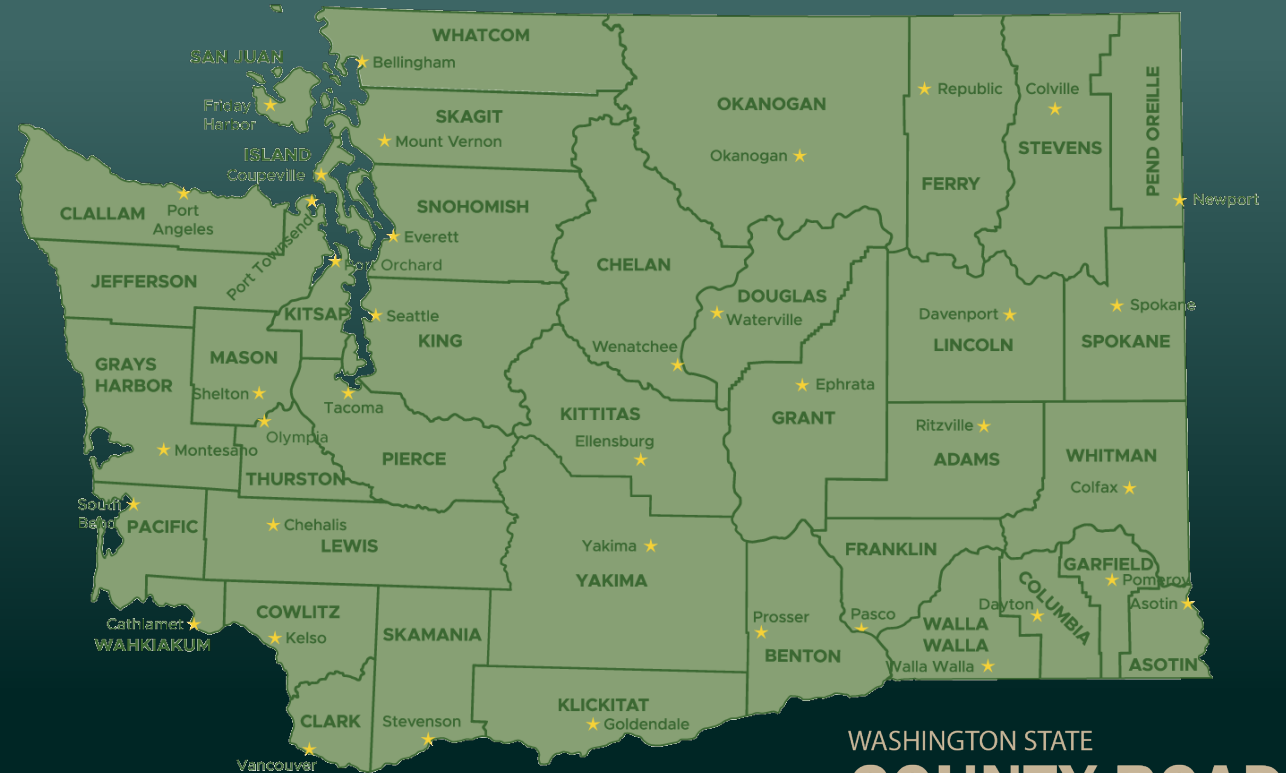 WHATCOM
SAN JUAN
Bellingham
Friday
Harbor
SKAGIT
Mount Vernon
OKANOGAN
Okanogan
Republic
FERRY
Colville
STEVENS
PEND OREILLE
Newport
ISLAND
Coupeville
CLALLAM
Port
Angeles
Port Townsend
SNOHOMISH
Everett
Port Orchard
CHELAN
JEFFERSON
KITSAP
Seattle
KING
DOUGLAS
Waterville
Wenatchee
Davenport
LINCOLN
Spokane
SPOKANE
GRAYS
HARBOR
MASON
Shelton
Tacoma
Olympia
Montesano
THURSTON
PIERCE
KITTITAS
Ellensburg
Ephrata
GRANT
Ritzville
ADAMS
WHITMAN
Colfax
South
Bend
PACIFIC
Chehalis
LEWIS
Yakima
YAKIMA
FRANKLIN
GARFIELD
Pomeroy
COLUMBIA
Dayton
Asotin
ASOTIN
Cathlamet
WAHKIAKUM
COWLITZ
Kelso
SKAMANIA
Prosser
BENTON
Pasco
WALLA
WALLA
Walla Walla
CLARK
Vancouver
Stevenson
KLICKITAT
Goldendale
WASHINGTON STATE
COUNTY ROAD